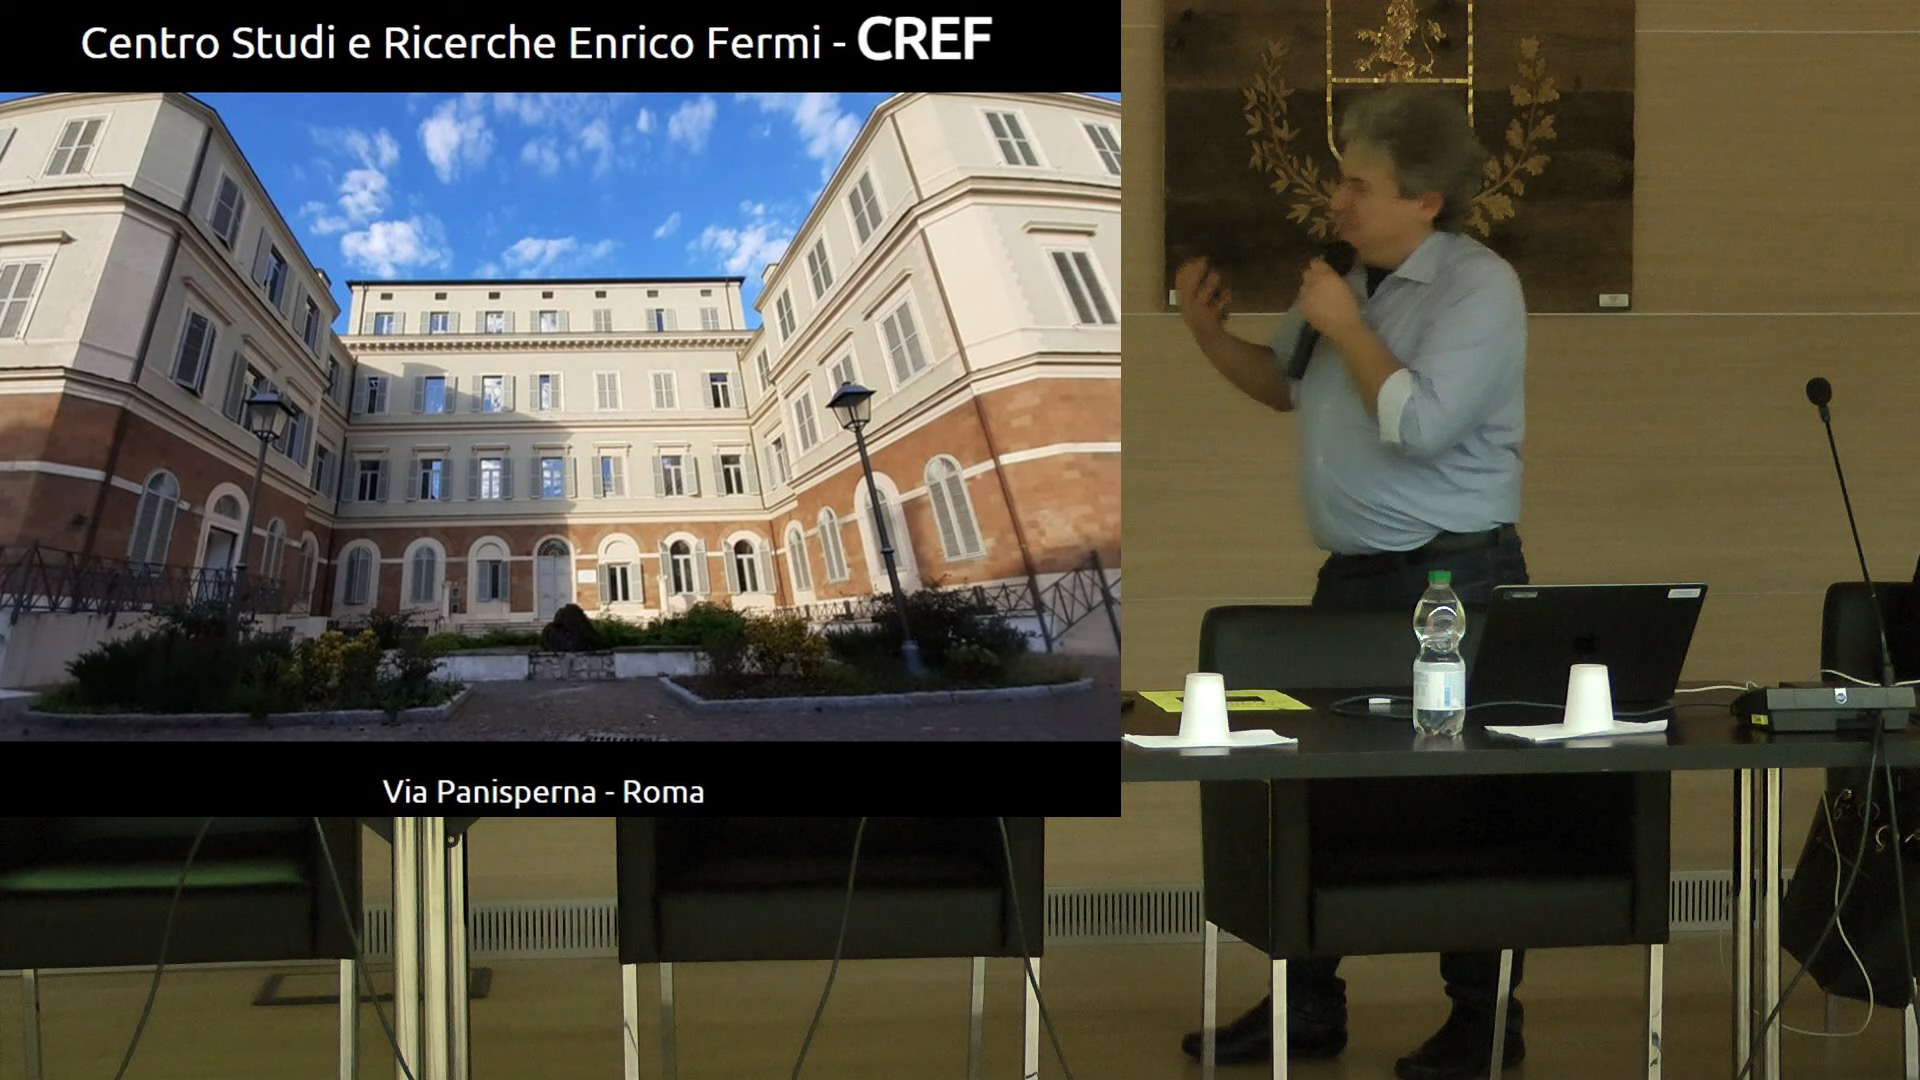 Centro Studi e Ricerche Enrico Fermi - CREF
Via Panisperna - Roma